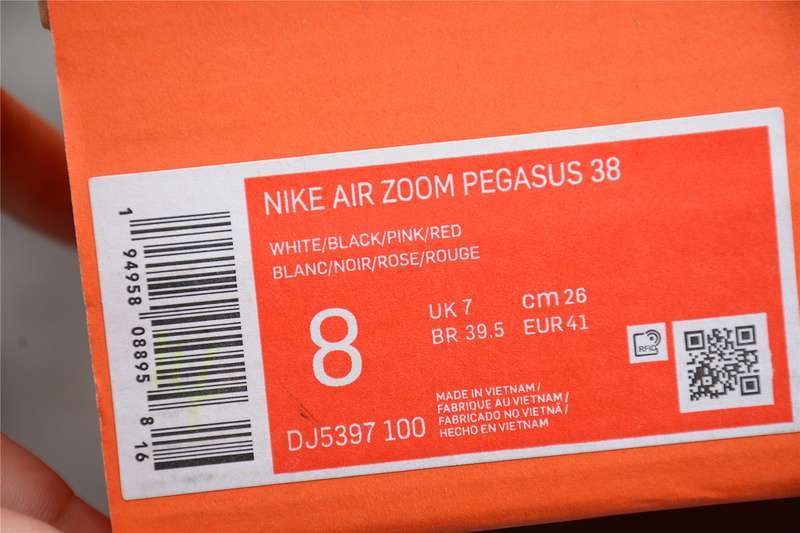 NIKE AIR ZOOM PEGASUS 38
WHITE/BLACK/PINK/RED
BLANC/NOIR/ROSE/ROUGE
8
UK 7 cm 26
BR 39.5 EUR 41
RFID
DJ5397 100
MADE IN VIETNAM /
FABRIQUE AU VIETNAM /
FABRICADO NO VIETNÃ /
HECHO EN VIETNAM
1 94958 08895 8 16